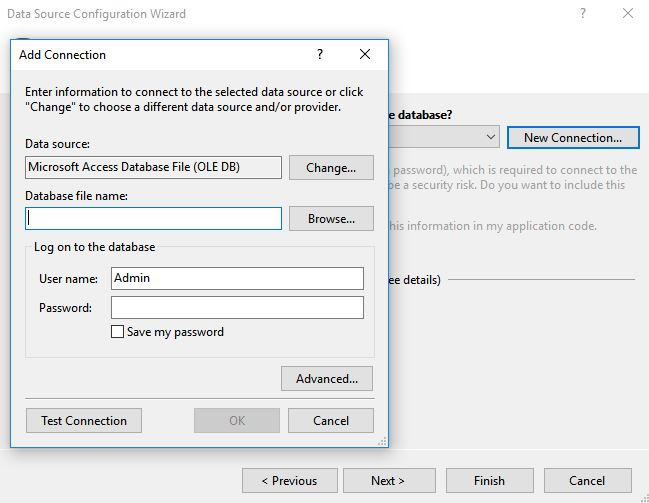 Data Source Configuration Wizard
Add Connection
Enter information to connect to the selected data source or click
"Change" to choose a different data source and/or provider.
Data source:
Microsoft Access Database File (OLE DB)
Change...
Database file name:
Browse...
Log on to the database
User name:
Admin
Password:
Save my password
Advanced...
Test Connection
OK
Cancel
e database?
New Connection...
password), which is required to connect to the
be a security risk. Do you want to include this
his information in my application code.
ee details)
< Previous
Next >
Finish
Cancel